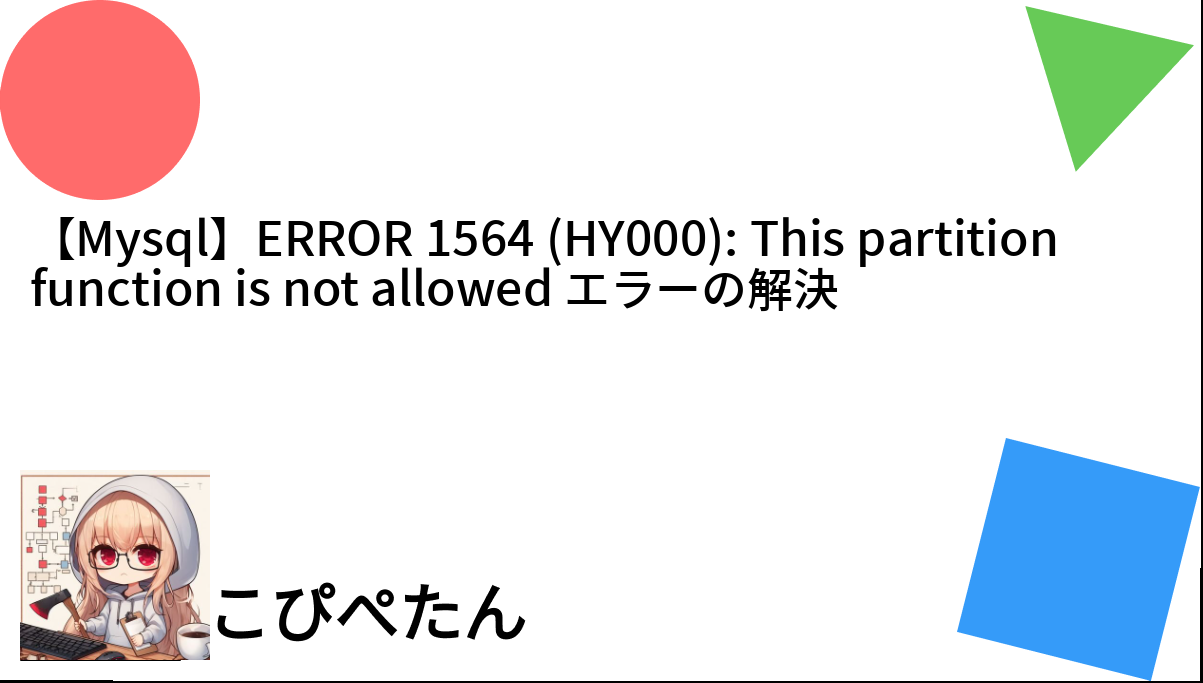 【Mysql】ERROR 1564 (HY000): This partition
function is not allowed エラーの解決
こぴぺたん